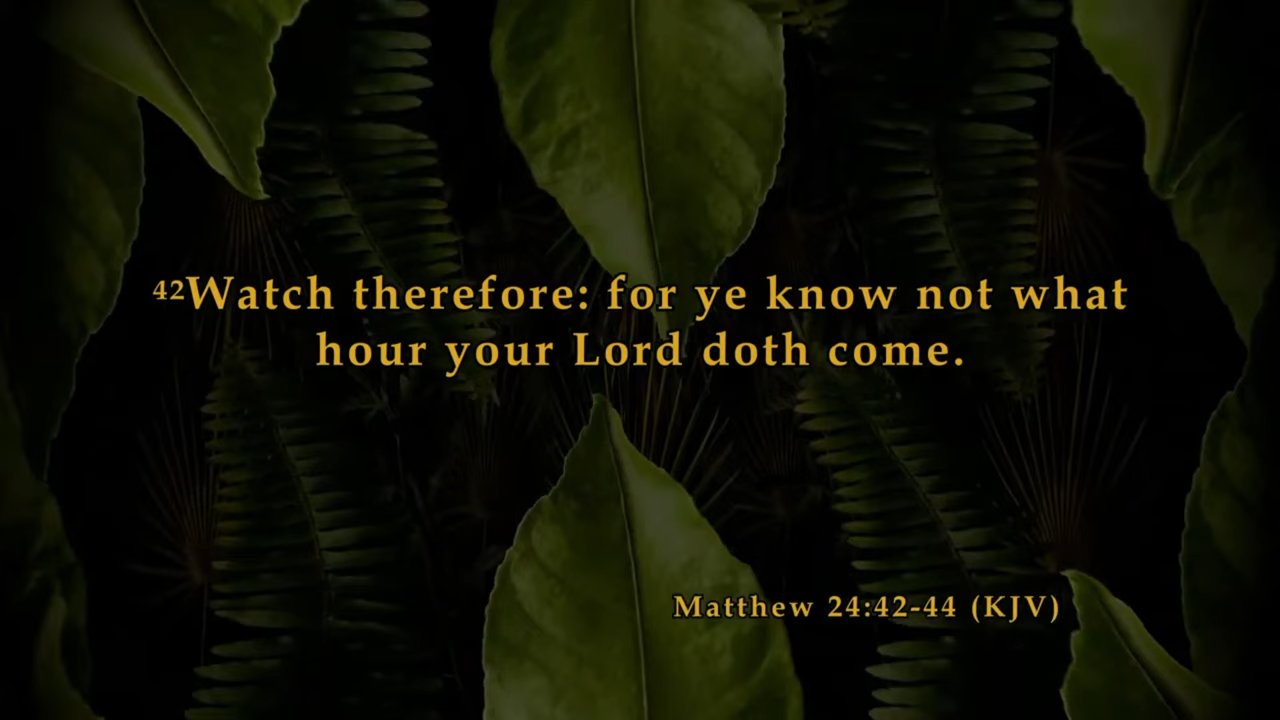 ⁴²Watch therefore: for ye know not what
hour your Lord doth come.
Matthew 24:42-44 (KJV)